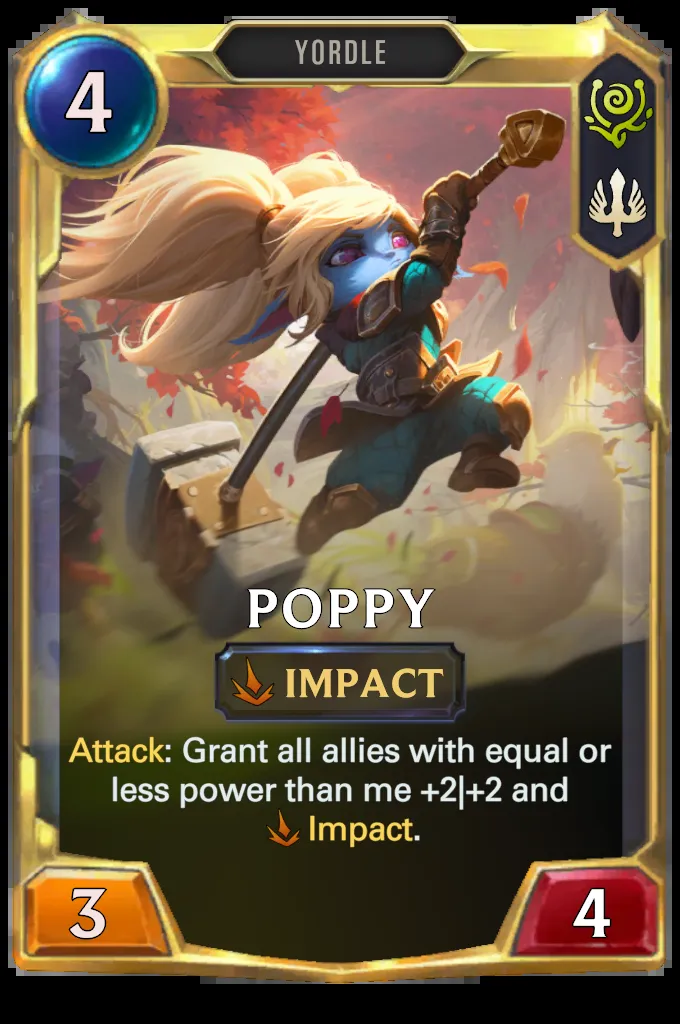 YORDLE
4
POPPY
IMPACT
Attack: Grant all allies with equal or
less power than me +2|+2 and
Impact.
3
4